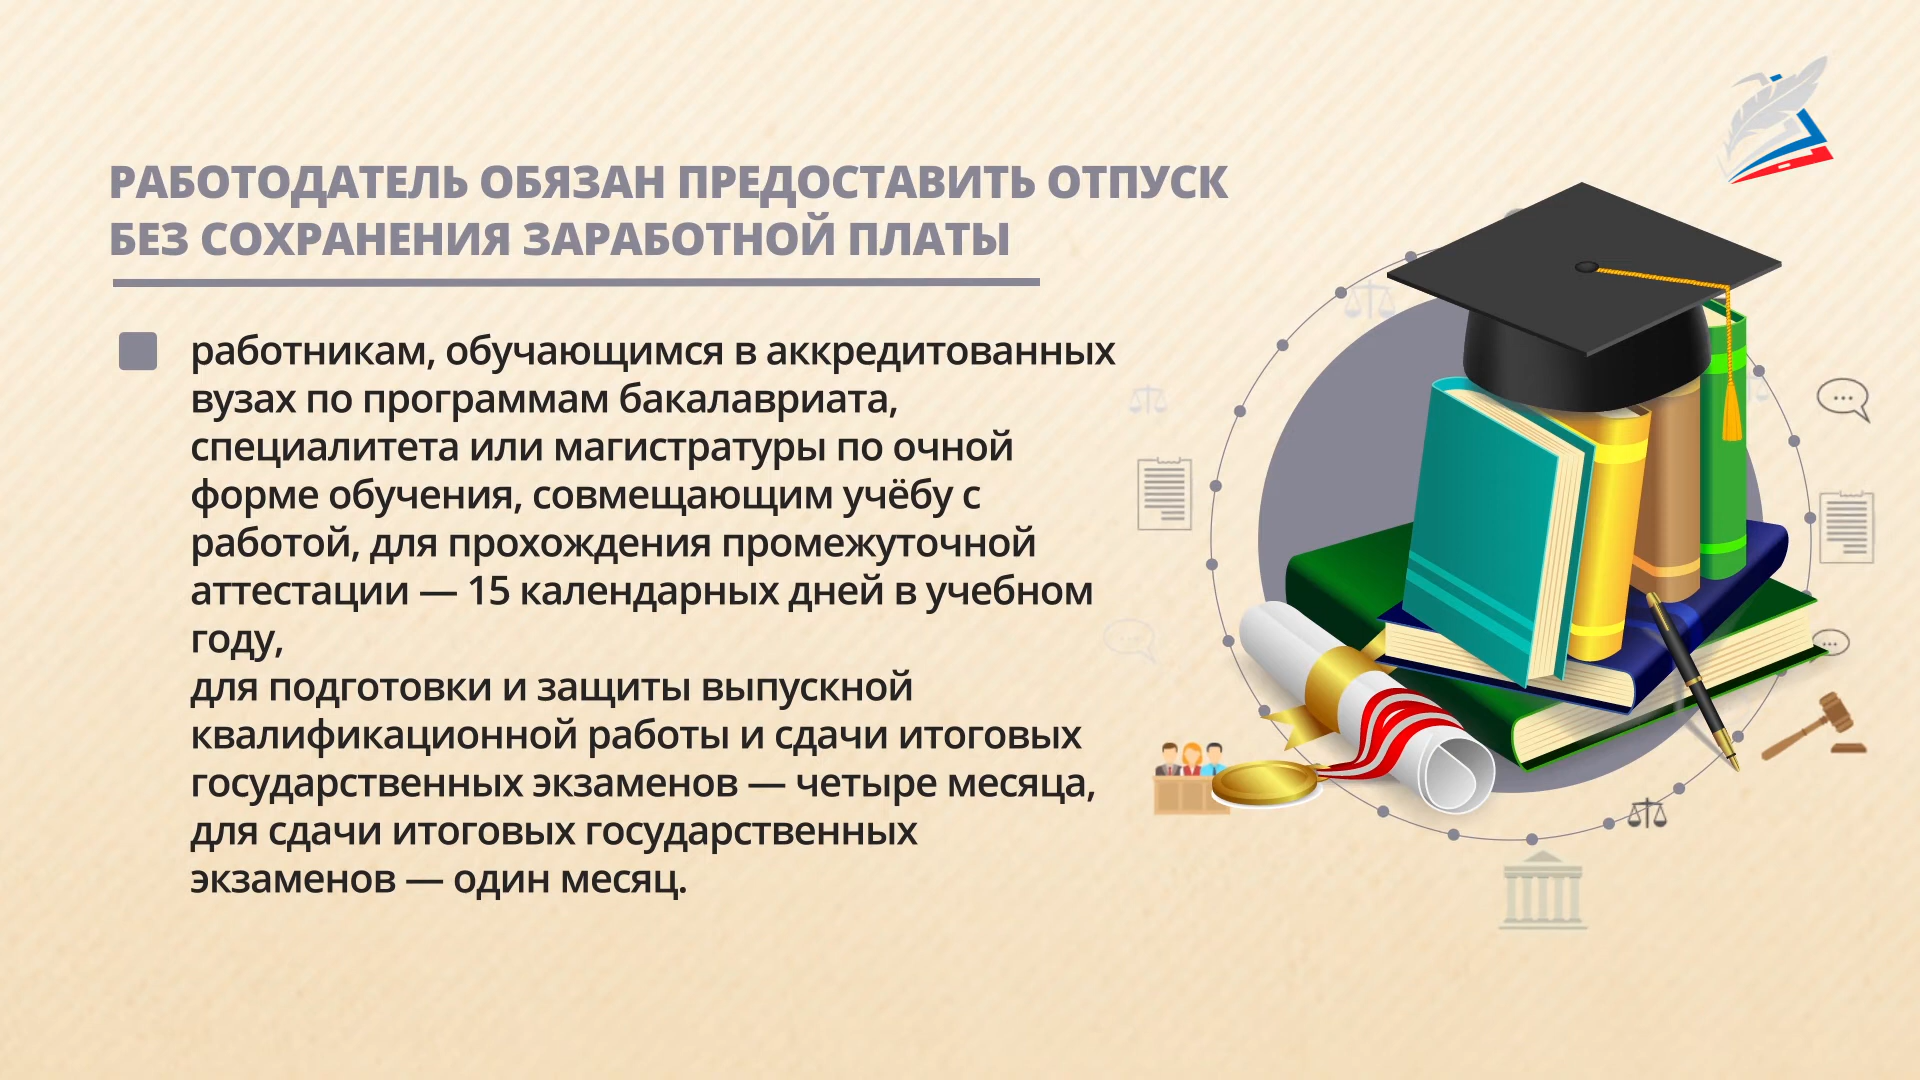 РАБОТОДАТЕЛЬ ОБЯЗАН ПРЕДОСТАВИТЬ ОТПУСК
БЕЗ СОХРАНЕНИЯ ЗАРАБОТНОЙ ПЛАТЫ
работникам, обучающимся в аккредитованных
вузах по программам бакалавриата,
специалитета или магистратуры по очной
форме обучения, совмещающим учёбу с
работой, для прохождения промежуточной
аттестации — 15 календарных дней в учебном
году,
для подготовки и защиты выпускной
квалификационной работы и сдачи итоговых
государственных экзаменов — четыре месяца,
для сдачи итоговых государственных
экзаменов — один месяц.